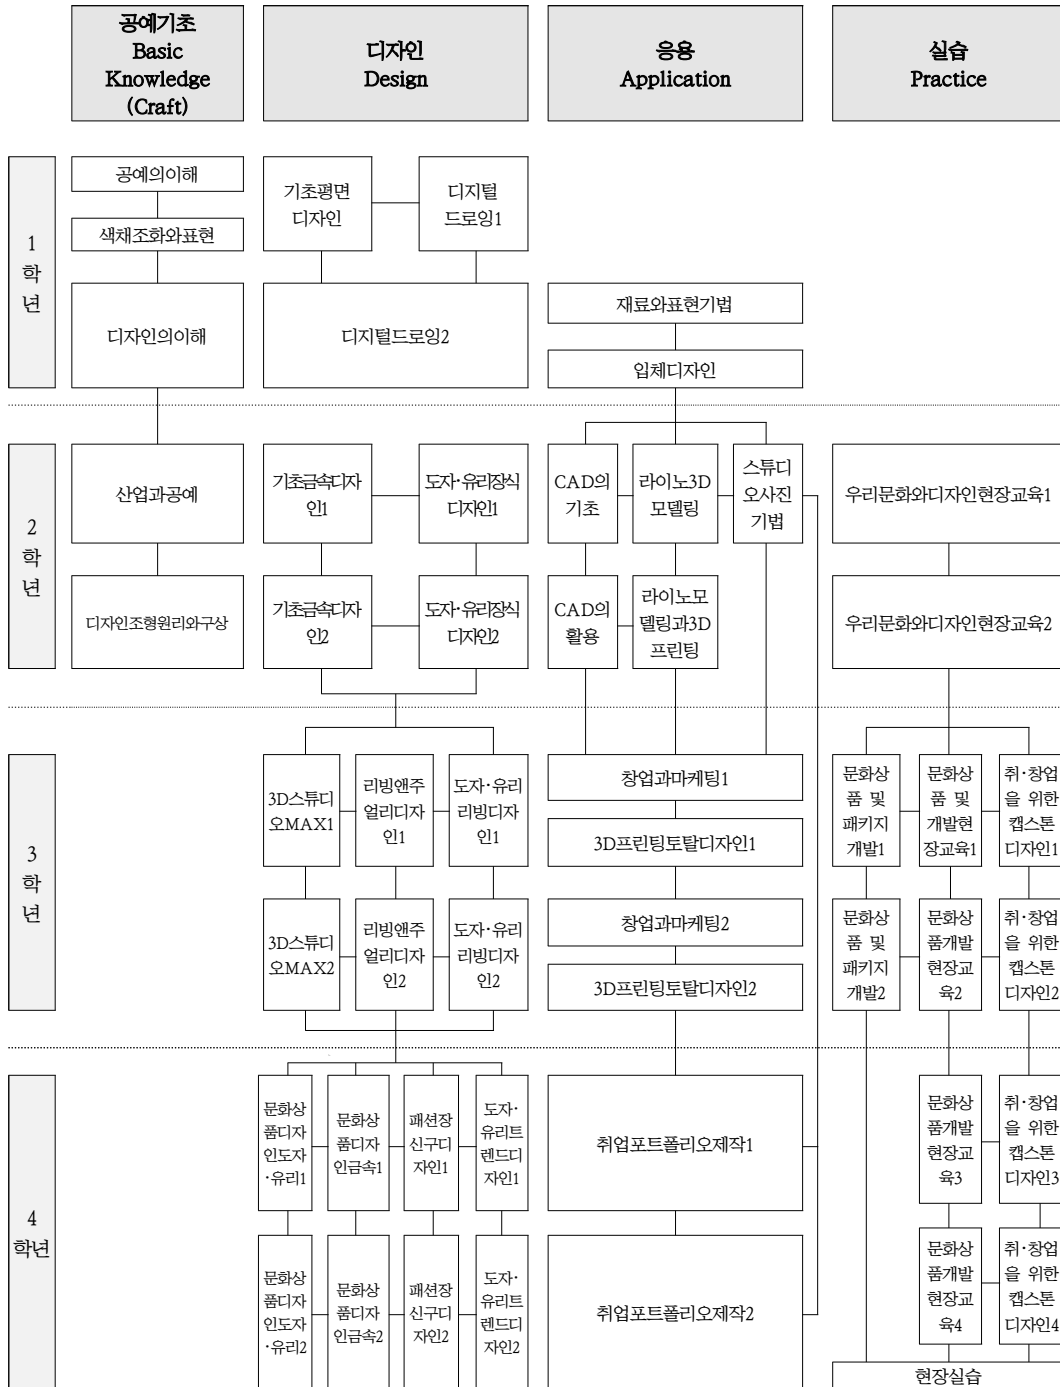 공예기초
Basic
Knowledge
(Craft)
디자인
Design
응용
Application
실습
Practice
1
학
년
공예의이해
색채조화와표현
디자인의이해
기초평면
디자인
디지털
드로잉1
디지털드로잉2
재료와표현기법
입체디자인
2
학
년
산업과공예
디자인조형원리와구상
기초금속디자
인1
도자·유리장식
디자인1
기초금속디자
인2
도자·유리장식
디자인2
CAD의
기초
라이노3D
모델링
스튜디
오사진
기법
CAD의
활용
라이노모
델링과3D
프린팅
우리문화와디자인현장교육1
우리문화와디자인현장교육2
3
학
년
3D스튜디
오MAX1
리빙앤주
얼리디자
인1
도자·유리
리빙디자
인1
3D스튜디
오MAX2
리빙앤주
얼리디자
인2
도자·유리
리빙디자
인2
창업과마케팅1
3D프린팅토탈디자인1
창업과마케팅2
3D프린팅토탈디자인2
문화상
품 및
패키지
개발1
문화상
품 및
개발현
장교육1
취·창업
을 위한
캡스톤
디자인1
문화상
품 및
패키지
개발2
문화상
품개발
현장교
육2
취·창업
을 위한
캡스톤
디자인2
4
학년
문화상
품디자
인도자
·유리1
문화상
품디자
인금속1
패션장
신구디
자인1
도자·
유리트
렌드디
자인1
문화상
품디자
인도자
·유리2
문화상
품디자
인금속2
패션장
신구디
자인2
도자·
유리트
렌드디
자인2
취업포트폴리오제작1
취업포트폴리오제작2
문화상
품개발
현장교
육3
취·창업
을 위한
캡스톤
디자인3
문화상
품개발
현장교
육4
취·창업
을 위한
캡스톤
디자인4
현장실습